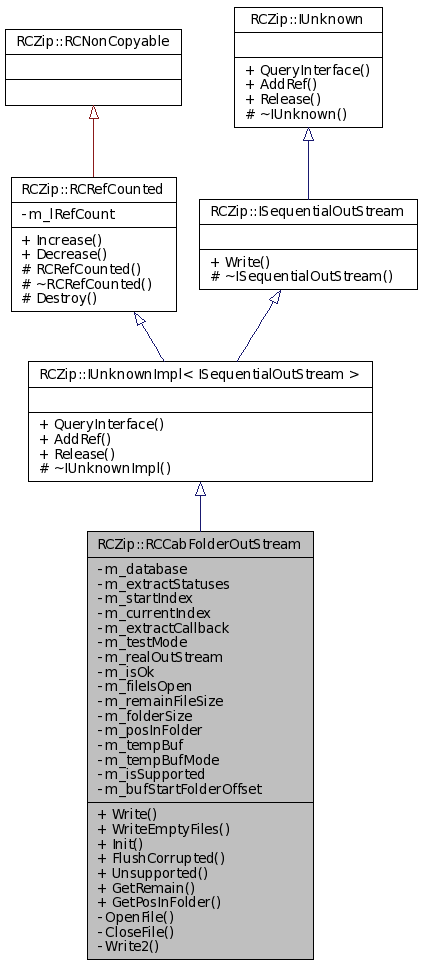 RCZip::IUnknown
+ QueryInterface()
+ AddRef()
+ Release()
# ~IUnknown()
RCZip::RCNonCopyable
RCZip::RCRefCounted
- m_lRefCount
+ Increase()
+ Decrease()
# RCRefCounted()
# ~RCRefCounted()
# Destroy()
RCZip::ISequentialOutStream
+ Write()
# ~ISequentialOutStream()
RCZip::IUnknownImpl< ISequentialOutStream >
+ QueryInterface()
+ AddRef()
+ Release()
# ~IUnknownImpl()
RCZip::RCCabFolderOutStream
- m_database
- m_extractStatuses
- m_startIndex
- m_currentIndex
- m_extractCallback
- m_testMode
- m_realOutStream
- m_isOk
- m_fileIsOpen
- m_remainFileSize
- m_folderSize
- m_posInFolder
- m_tempBuf
- m_tempBufMode
- m_isSupported
- m_bufStartFolderOffset
+ Write()
+ WriteEmptyFiles()
+ Init()
+ FlushCorrupted()
+ Unsupported()
+ GetRemain()
+ GetPosInFolder()
- OpenFile()
- CloseFile()
- Write2()